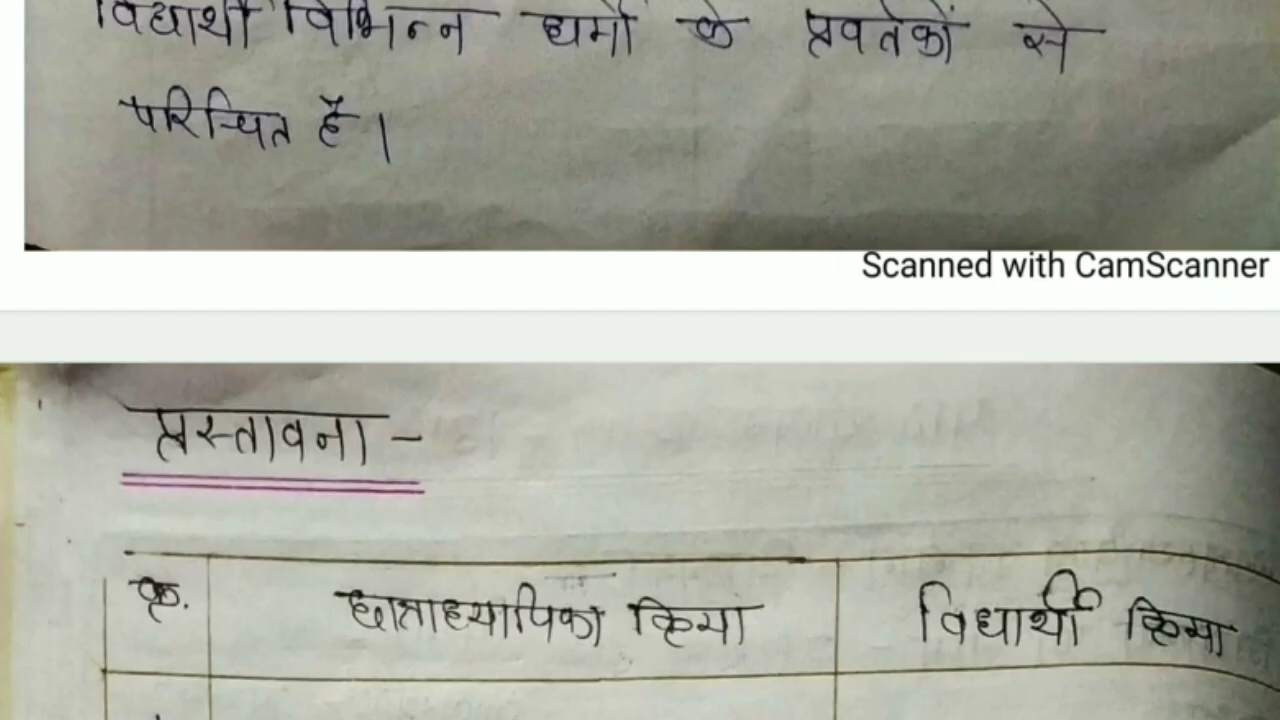 विद्यार्थी विभिन्न धर्मों के प्रवर्तकों से
परिचित है।
Scanned with CamScanner
प्रस्तावना -
क्र. छात्राध्यापिका क्रिया विद्यार्थी क्रिया